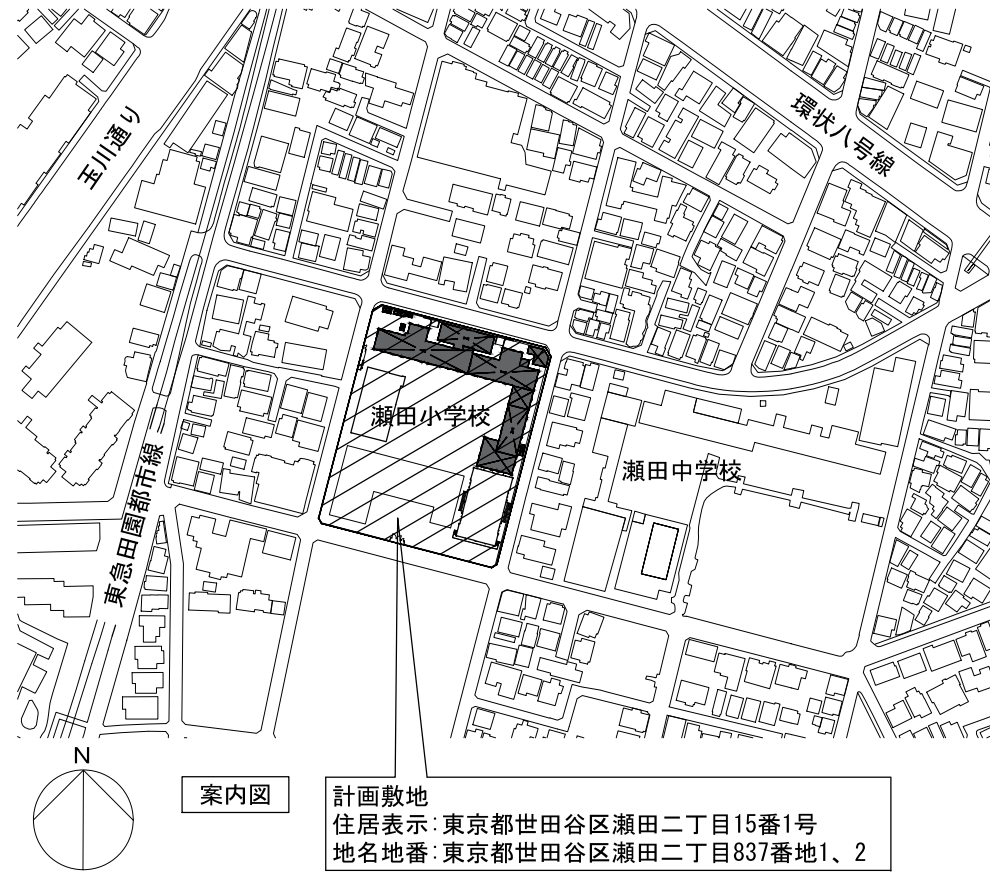 玉川通り
環状八号線
瀬田小学校
瀬田中学校
東急田園都市線
N
案内図
計画敷地
住居表示：東京都世田谷区瀬田二丁目15番1号
地名地番：東京都世田谷区瀬田二丁目837番地1、2